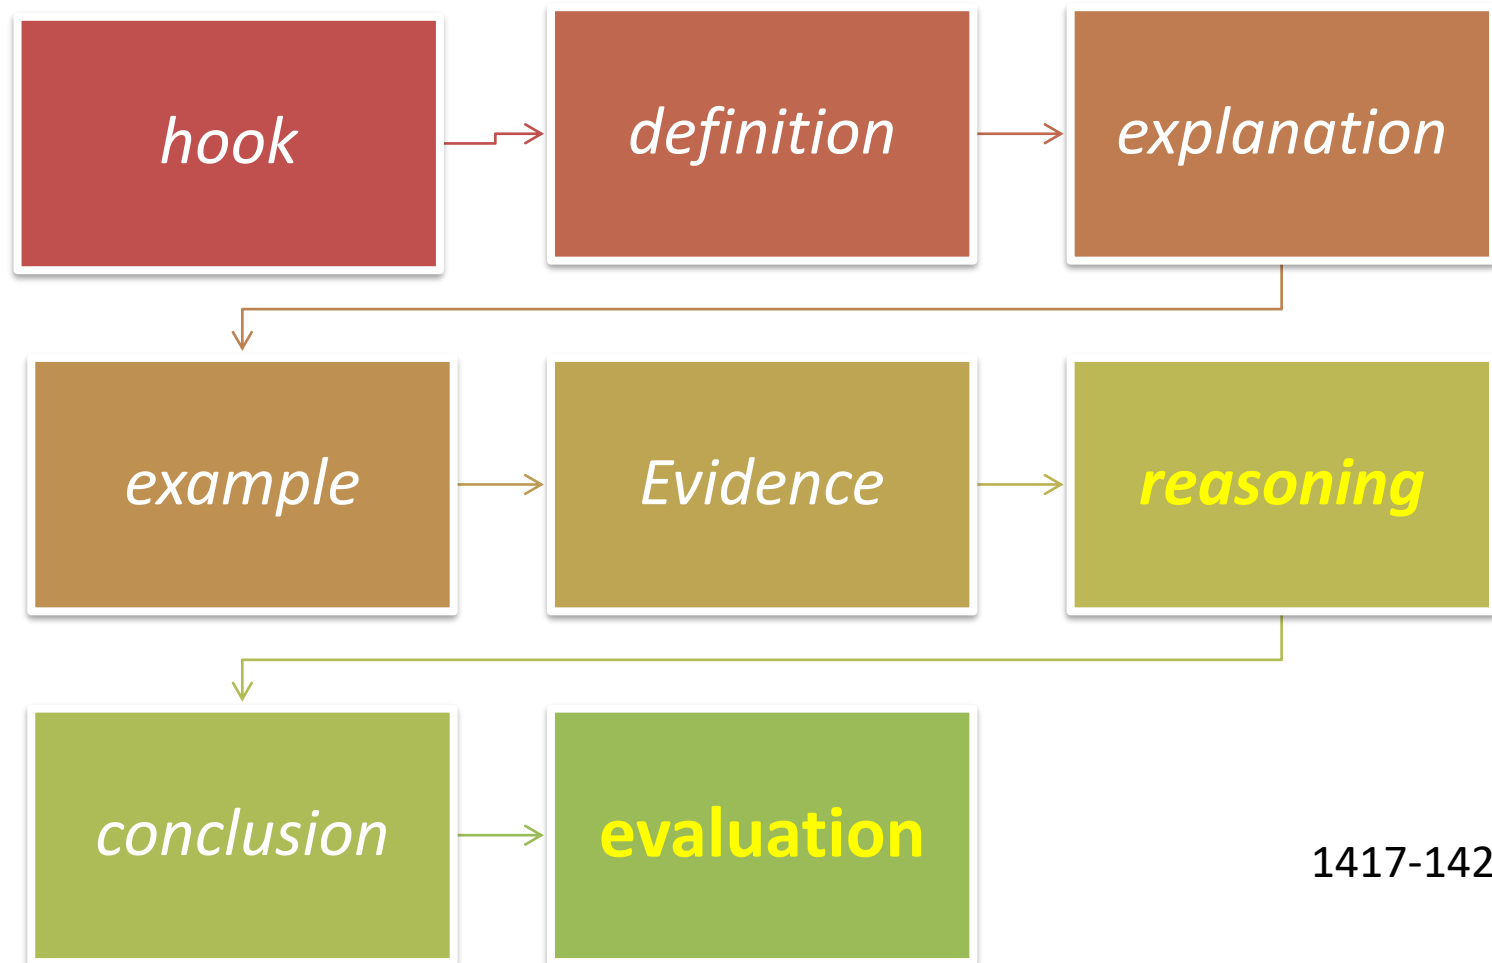 hook
definition
explanation
example
Evidence
reasoning
conclusion
evaluation
1417-142